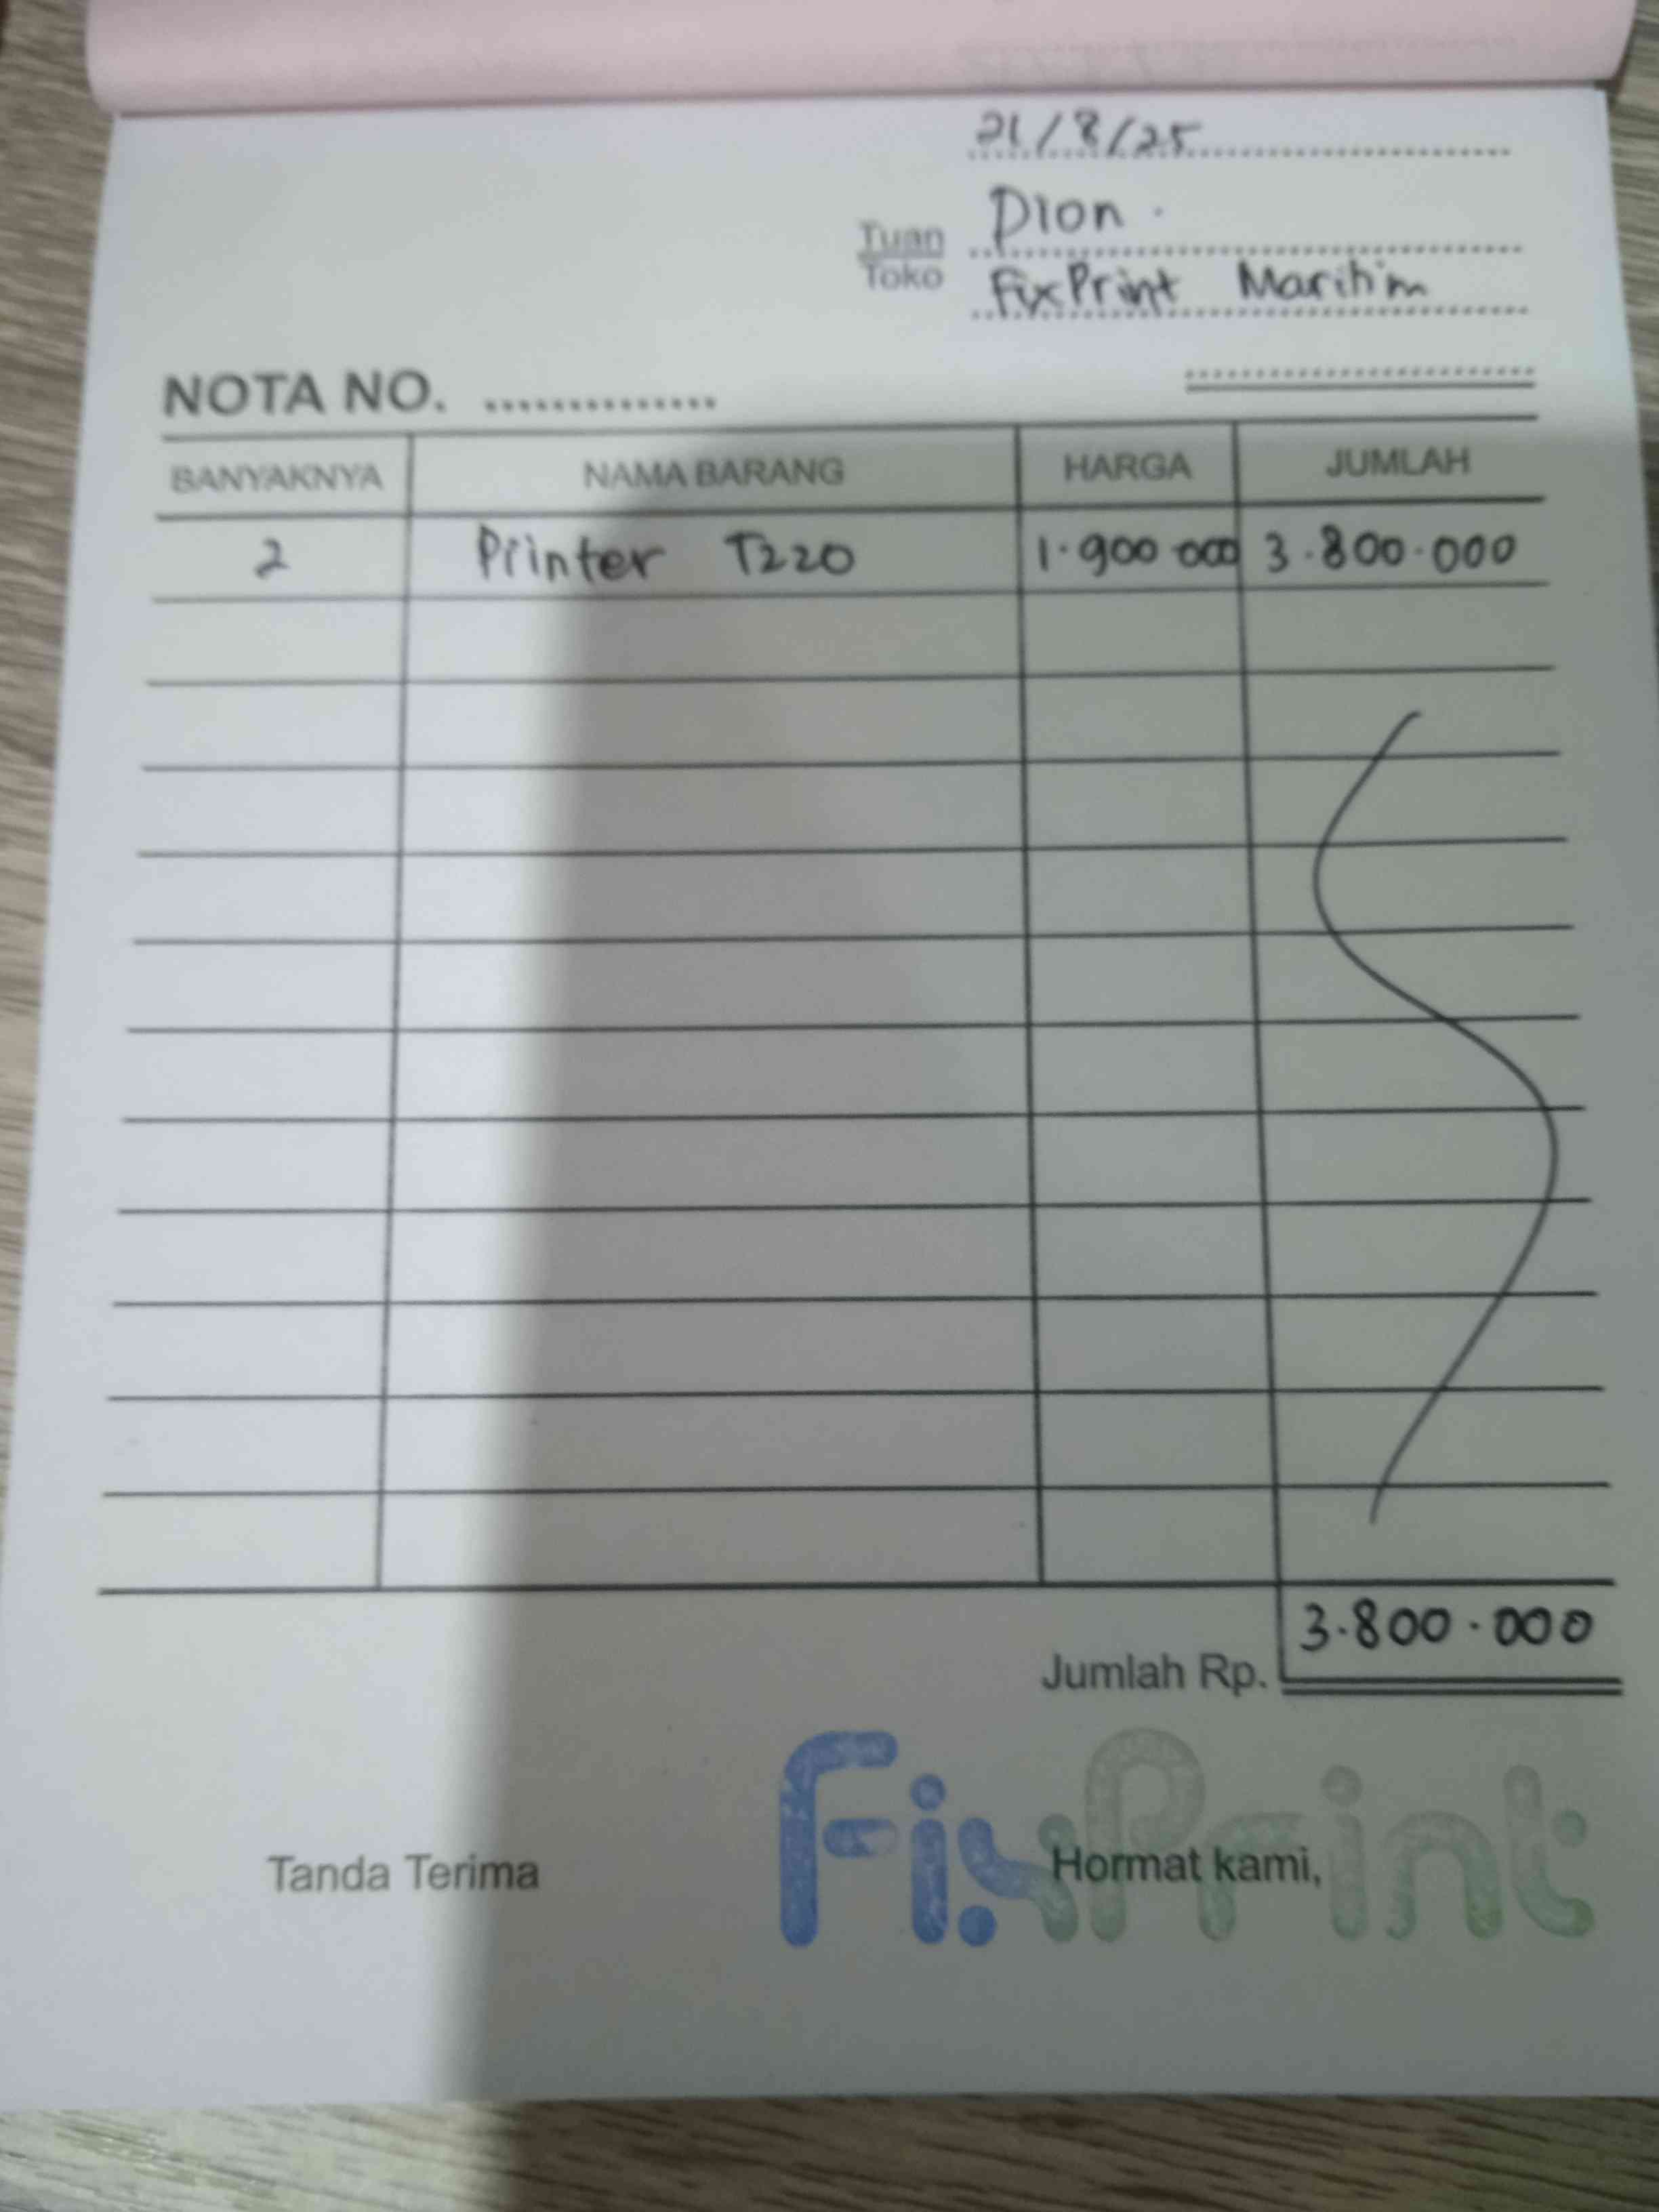 21/8/25
Tuan
Toko
Dion.
FixPrint Maritim
NOTA NO. ..............
BANYAKNYA NAMA BARANG HARGA JUMLAH
2 Printer T220 1.900.000 3.800.000
Jumlah Rp. 3.800.000
FixPrint
Tanda Terima Hormat kami,